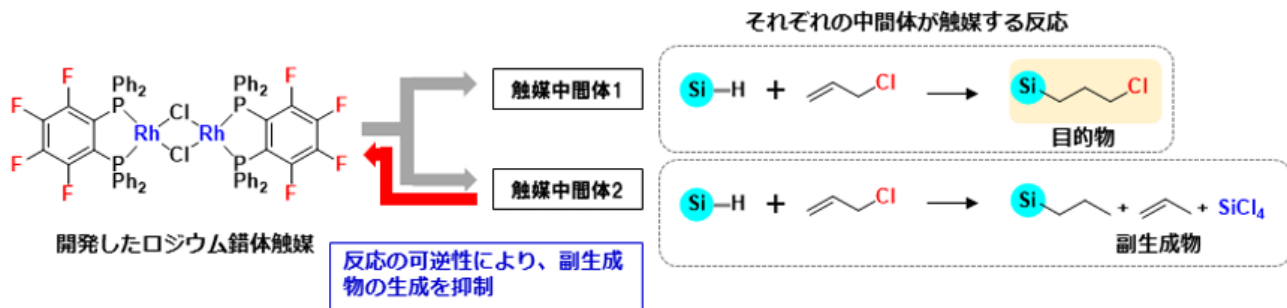 それぞれの中間体が触媒する反応
Ph2 Ph2
F F
F P Cl P F
Rh Rh
F P Cl P F
F F
Ph2 Ph2
開発したロジウム錯体触媒
触媒中間体1
触媒中間体2
反応の可逆性により、副生成
物の生成を抑制
Si-H + Cl → Si Cl
目的物
Si-H + Cl → Si + + SiCl4
副生成物